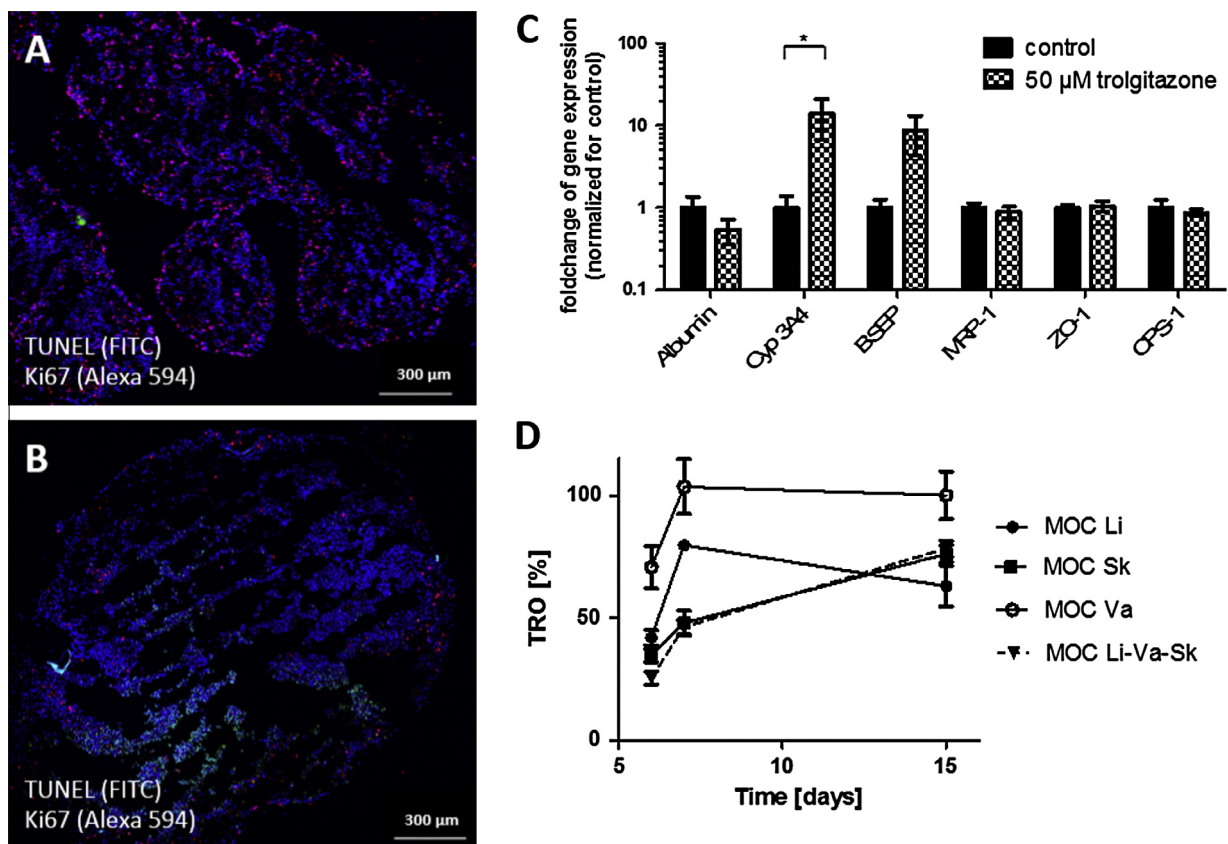 A
TUNEL (FITC)
Ki67 (Alexa 594)
300 µm
B
TUNEL (FITC)
Ki67 (Alexa 594)
300 µm
C
foldchange of gene expression
(normalized for control)
100
10
1
0.1
*
control
50 µM trolgitazone
Albumin
Cyp 3A4
BSEP
MRP-1
ZO-1
CPS-1
D
TRO [%]
100
50
0
5
10
15
Time [days]
MOC Li
MOC Sk
MOC Va
MOC Li-Va-Sk